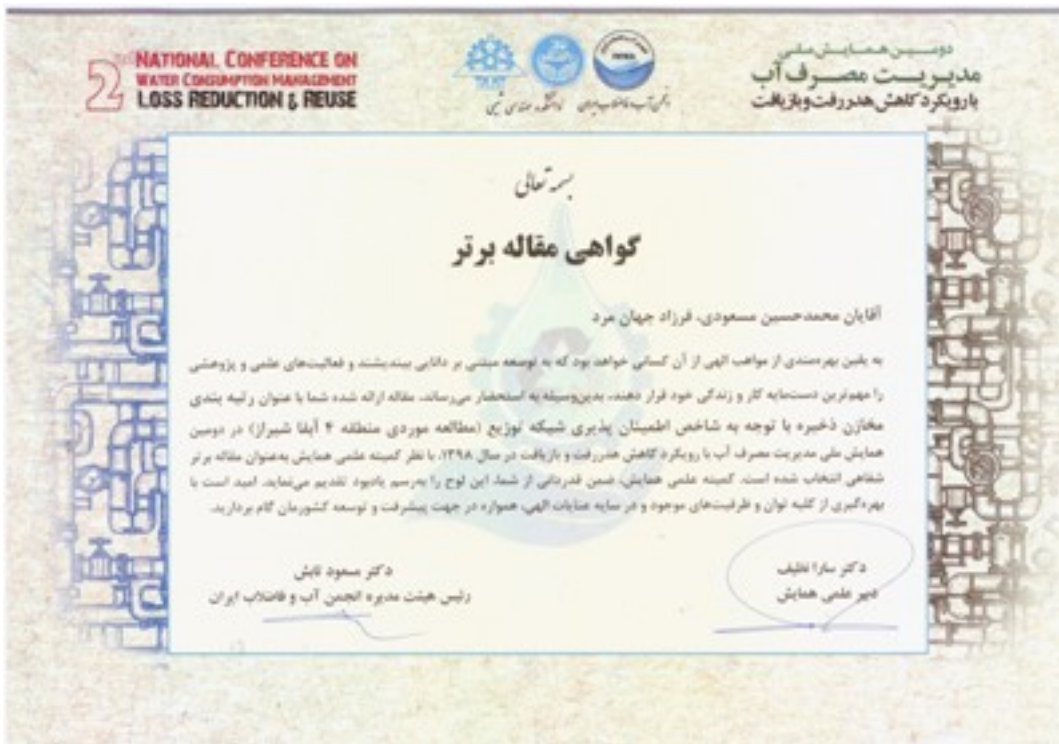 2nd NATIONAL CONFERENCE ON
WATER CONSUMPTION MANAGEMENT
LOSS REDUCTION & REUSE
دومین همایش ملی
مدیریت مصرف آب
با رویکرد کاهش هدررفت و بازیافت
انجمن آب و فاضلاب ایران
بسمه تعالی
گواهی مقاله برتر
آقایان محمدحسین مسعودی، فرزاد جهان مرد
به یقین بهره‌مندی از مواهب الهی از آن کسانی خواهد بود که به توسعه مبتنی بر دانایی بیندیشند و فعالیت‌های علمی و پژوهشی
را مهم‌ترین دستمایه کار و زندگی خود قرار دهند، بدین‌وسیله به استحضار می‌رساند، مقاله ارائه شده شما با عنوان رتبه بندی
مخازن ذخیره با توجه به شاخص اطمینان پذیری شبکه توزیع (مطالعه موردی منطقه ۴ آبفا شیراز) در دومین
همایش ملی مدیریت مصرف آب با رویکرد کاهش هدررفت و بازیافت در سال ۱۳۹۸، با نظر کمیته علمی همایش به‌عنوان مقاله برتر
شفاهی انتخاب شده است. کمیته علمی همایش، ضمن قدردانی از شما، این لوح را به‌رسم یادبود تقدیم می‌نماید. امید است با
بهره‌گیری از کلیه توان و ظرفیت‌های موجود و در سایه عنایات الهی، همواره در جهت پیشرفت و توسعه کشورمان گام بردارید.
دکتر سارا نظیف
دبیر علمی همایش
دکتر مسعود تابش
رئیس هیئت مدیره انجمن آب و فاضلاب ایران